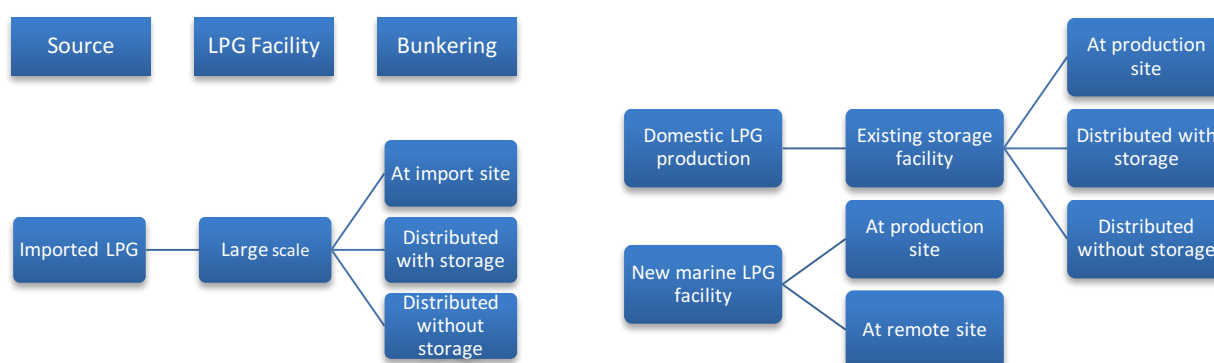 Source
LPG Facility
Bunkering
Imported LPG
Large scale
At import site
Distributed
with storage
Distributed
without
storage
Domestic LPG
production
Existing storage
facility
At production
site
Distributed with
storage
Distributed
without storage
New marine LPG
facility
At production
site
At remote site